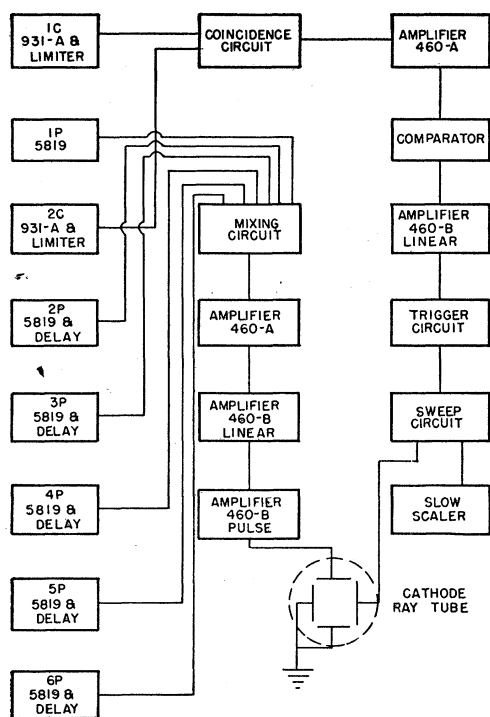 1C
931-A &
LIMITER
COINCIDENCE
CIRCUIT
AMPLIFIER
460-A
1P
5819
COMPARATOR
2C
931-A &
LIMITER
MIXING
CIRCUIT
AMPLIFIER
460-B
LINEAR
2P
5819 &
DELAY
AMPLIFIER
460-A
TRIGGER
CIRCUIT
3P
5819 &
DELAY
AMPLIFIER
460-B
LINEAR
SWEEP
CIRCUIT
4P
5819 &
DELAY
AMPLIFIER
460-B
PULSE
SLOW
SCALER
5P
5819 &
DELAY
CATHODE
RAY TUBE
6P
5819 &
DELAY